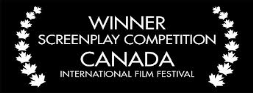 WINNER
SCREENPLAY COMPETITION
CANADA
INTERNATIONAL FILM FESTIVAL